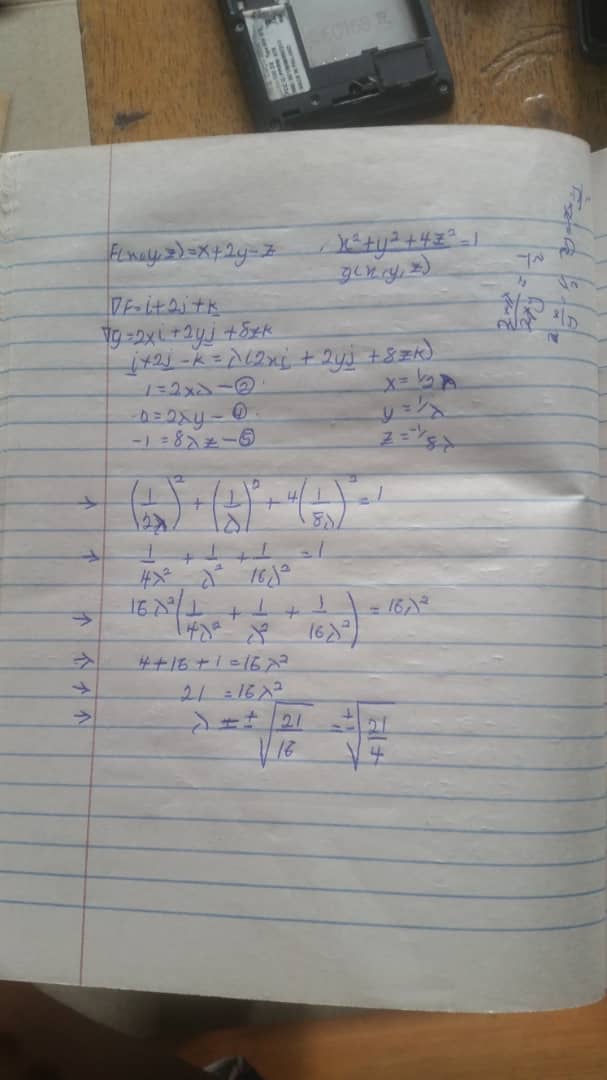 F(x,y,z)=x+2y-z , x²+y²+4z²=1
g(x,y,z)
∇F=i+2j+k
∇g=2xi+2yj+8zk
i+2j-k=λ(2xi+2yj+8zk)
1=2xλ-② x=1/2λ
0=2λy- y=1/λ
-1=8λz-⑤ z=-1/8λ
→ (1/2λ)²+(1/λ)²+4(1/8λ)²=1
→ 1/4λ²+1/λ²+1/16λ²=1
→ 16λ²(1/4λ²+1/λ²+1/16λ²)=16λ²
→ 4+16+1=16λ²
→ 21=16λ²
→ λ=±√21/16=±√21/4